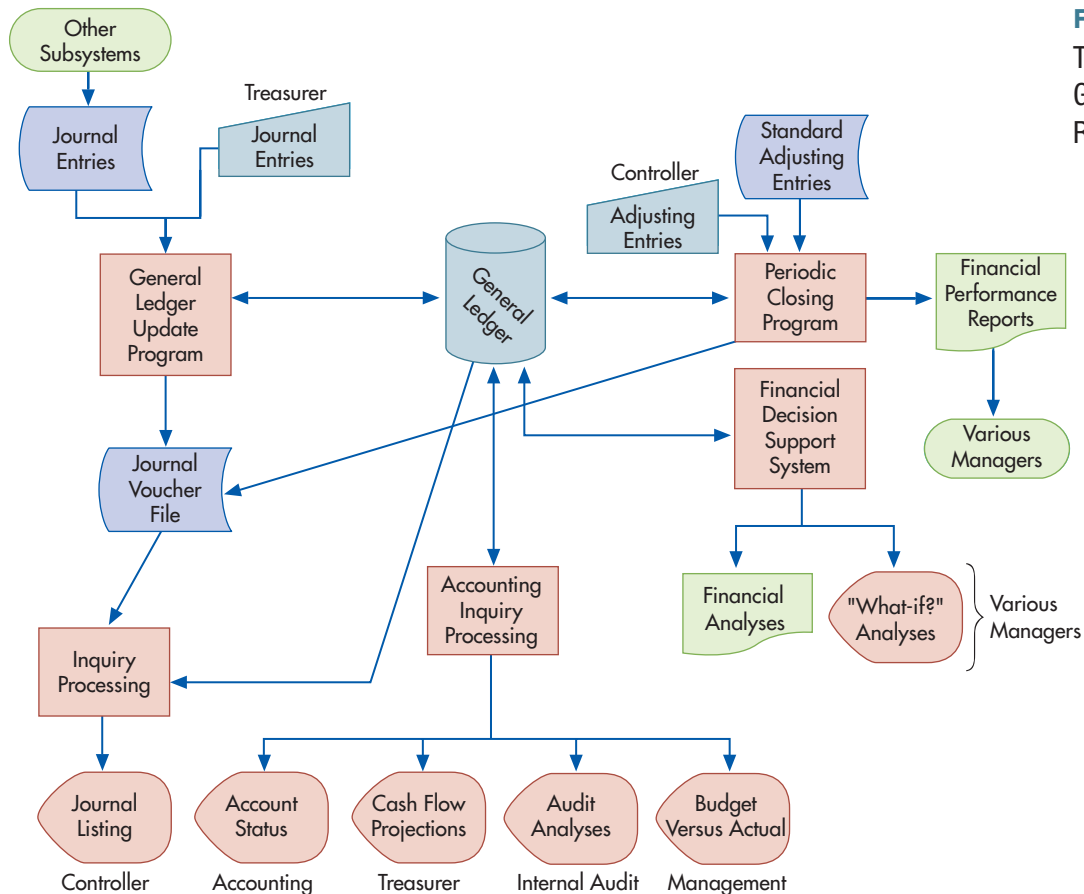 Other
Subsystems
Journal
Entries
Treasurer
Journal
Entries
Controller
Adjusting
Entries
Standard
Adjusting
Entries
General
Ledger
Update
Program
General
Ledger
Periodic
Closing
Program
Financial
Performance
Reports
Various
Managers
Financial
Decision
Support
System
Journal
Voucher
File
Financial
Analyses
"What-if?"
Analyses
Various
Managers
Accounting
Inquiry
Processing
Inquiry
Processing
Journal
Listing
Controller
Account
Status
Accounting
Cash Flow
Projections
Treasurer
Audit
Analyses
Internal Audit
Budget
Versus Actual
Management